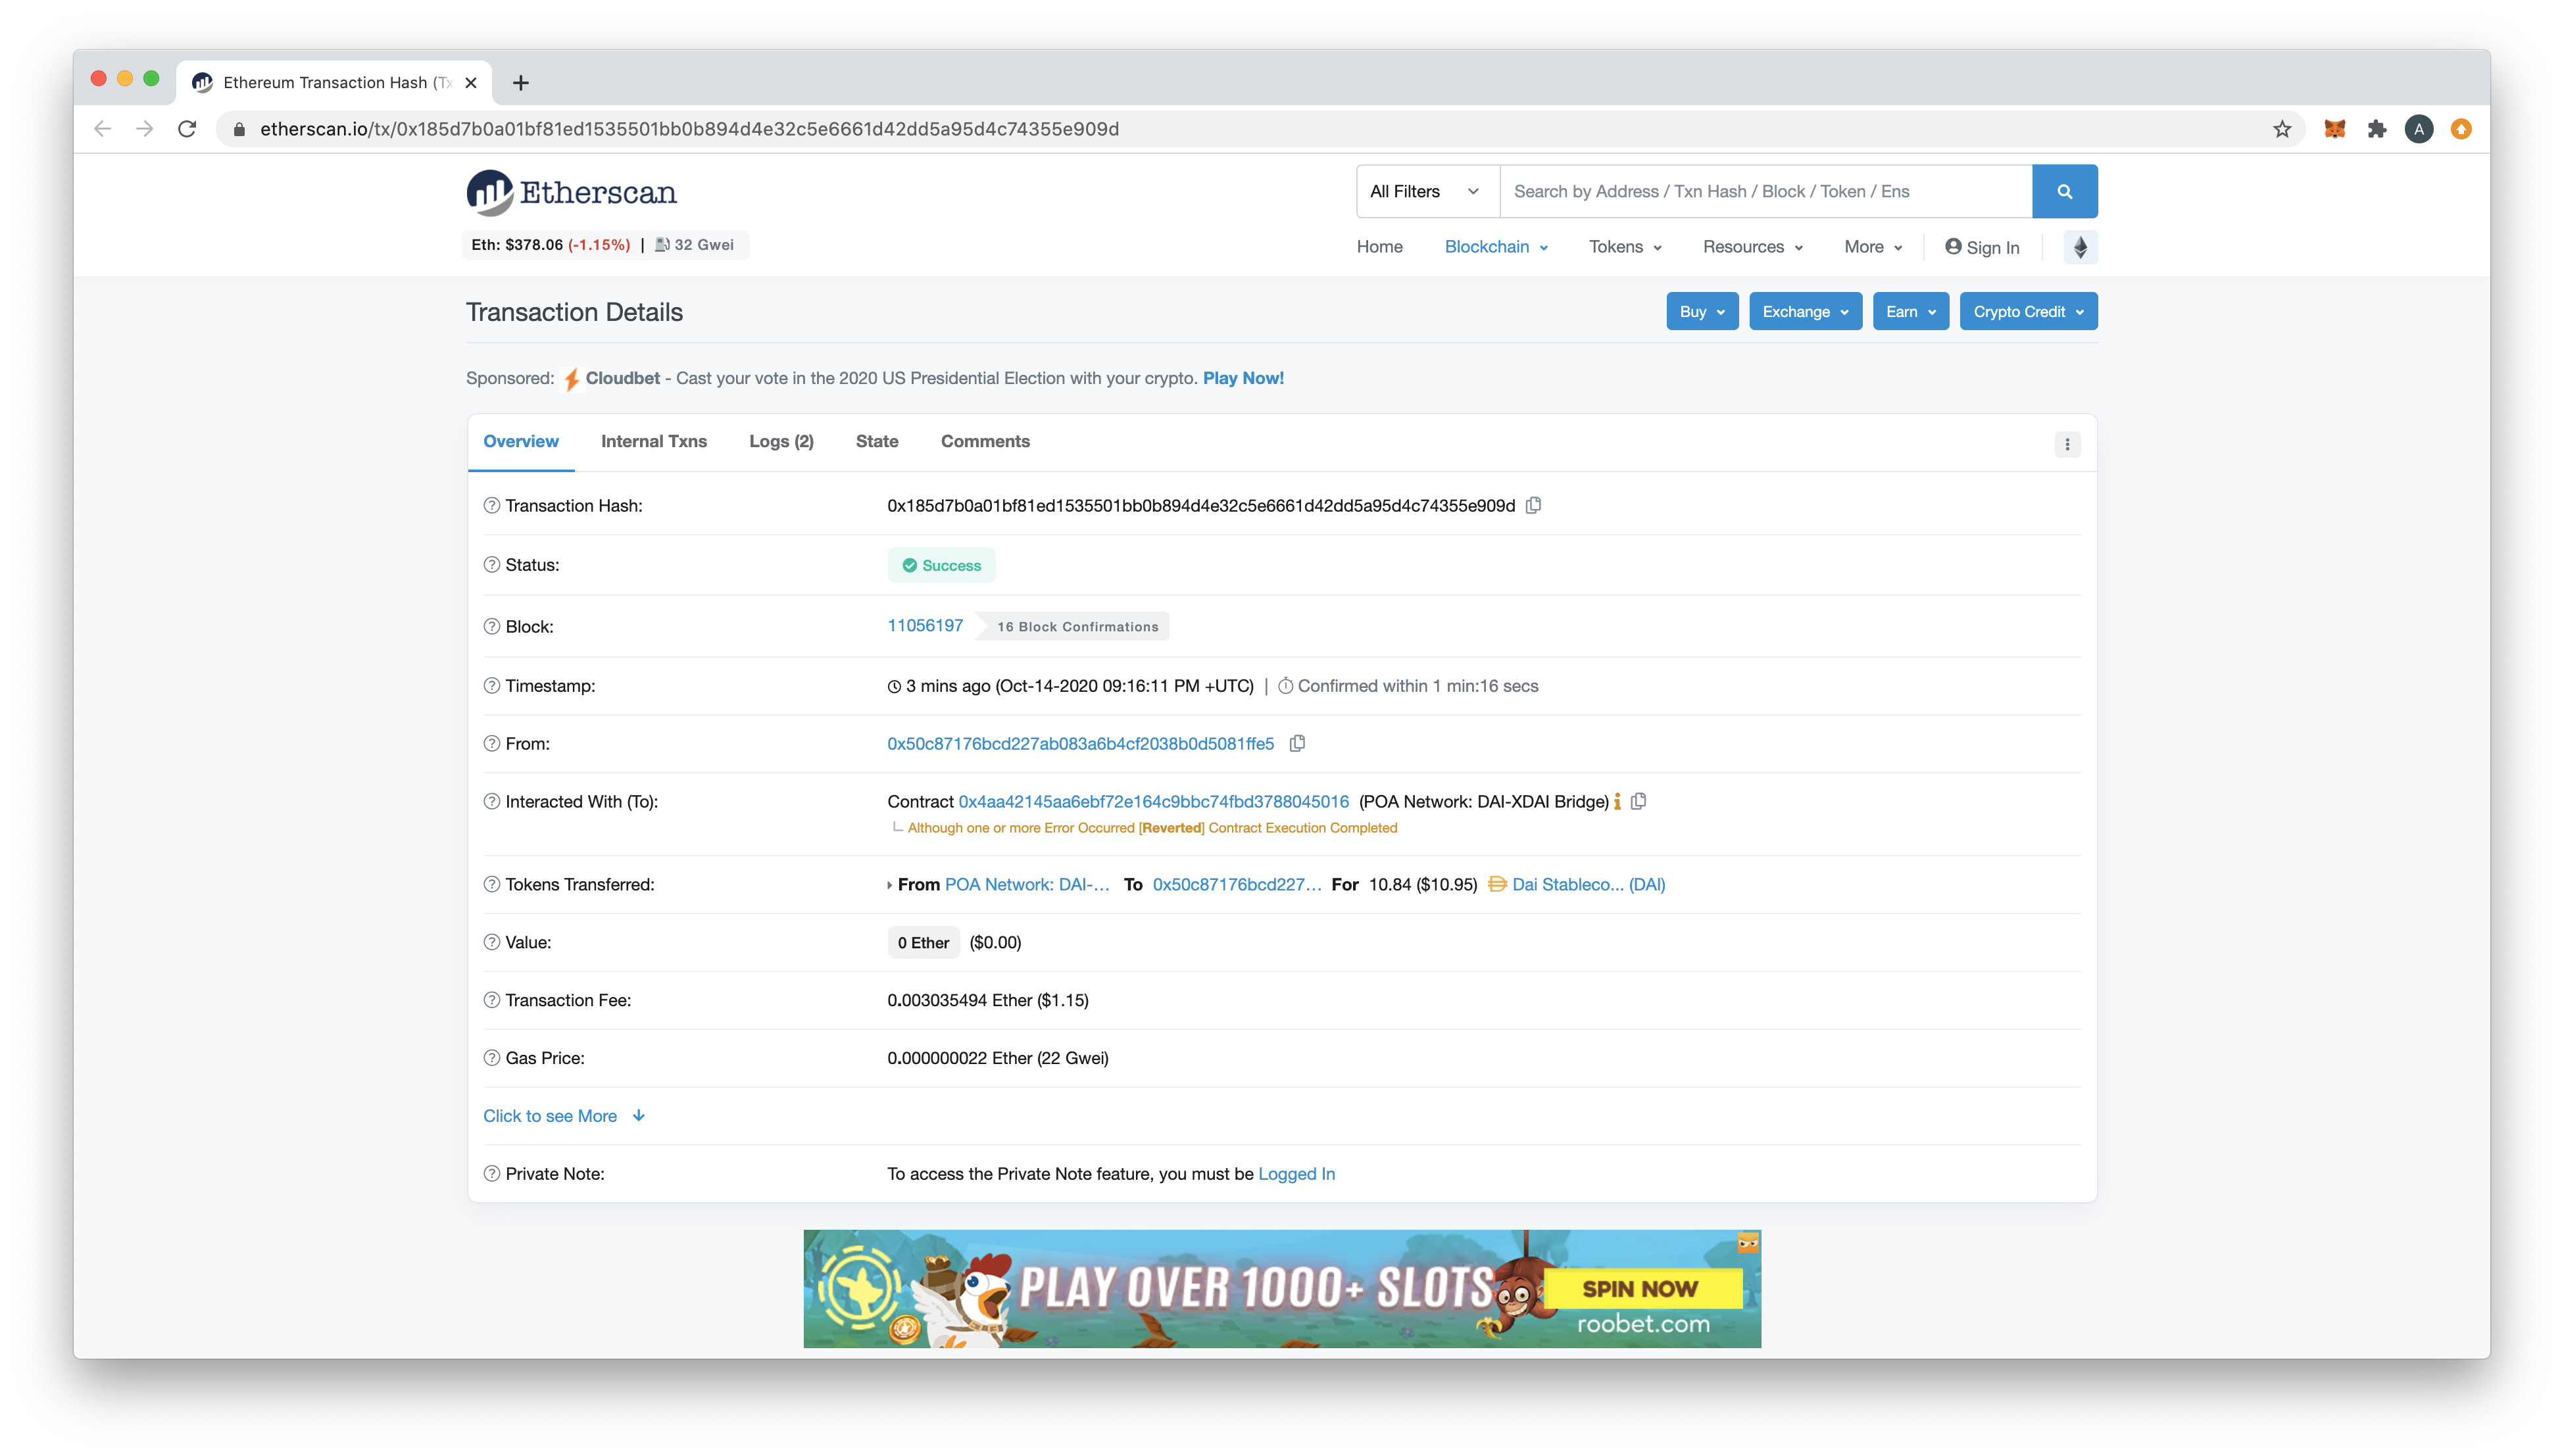 Ethereum Transaction Hash (Tx
etherscan.io/tx/0x185d7b0a01bf81ed1535501bb0b894d4e32c5e6661d42dd5a95d4c74355e909d
A
Etherscan
All Filters
Search by Address / Txn Hash / Block / Token / Ens
Eth: $378.06 (-1.15%) | 32 Gwei
Home Blockchain Tokens Resources More Sign In
Transaction Details
Buy Exchange Earn Crypto Credit
Sponsored: Cloudbet - Cast your vote in the 2020 US Presidential Election with your crypto. Play Now!
Overview Internal Txns Logs (2) State Comments
Transaction Hash: 0x185d7b0a01bf81ed1535501bb0b894d4e32c5e6661d42dd5a95d4c74355e909d
Status: Success
Block: 11056197 16 Block Confirmations
Timestamp: 3 mins ago (Oct-14-2020 09:16:11 PM +UTC) | Confirmed within 1 min:16 secs
From: 0x50c87176bcd227ab083a6b4cf2038b0d5081ffe5
Interacted With (To): Contract 0x4aa42145aa6ebf72e164c9bbc74fbd3788045016 (POA Network: DAI-XDAI Bridge)
Although one or more Error Occurred [Reverted] Contract Execution Completed
Tokens Transferred: From POA Network: DAI-... To 0x50c87176bcd227... For 10.84 ($10.95) Dai Stableco... (DAI)
Value: 0 Ether ($0.00)
Transaction Fee: 0.003035494 Ether ($1.15)
Gas Price: 0.000000022 Ether (22 Gwei)
Click to see More
Private Note: To access the Private Note feature, you must be Logged In
PLAY OVER 1000+ SLOTS
SPIN NOW
roobet.com